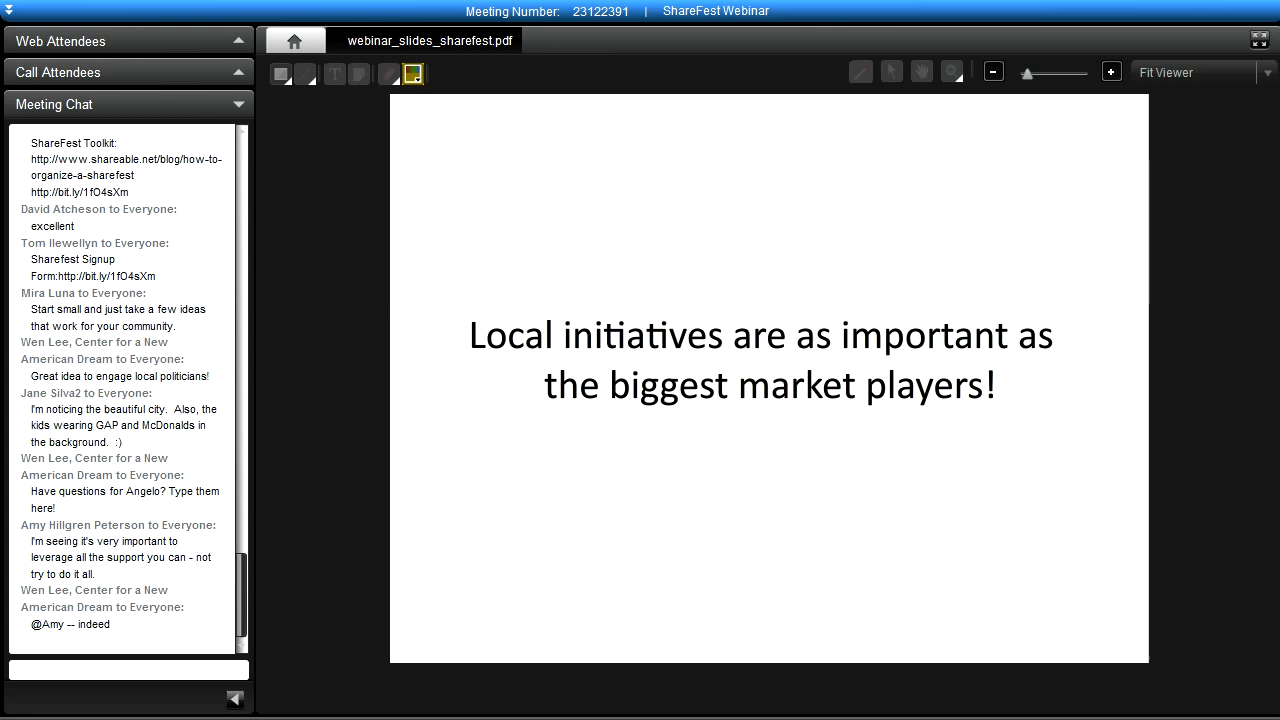 Meeting Number: 23122391 | ShareFest Webinar
Web Attendees
Call Attendees
Meeting Chat
ShareFest Toolkit:
http://www.shareable.net/blog/how-to-
organize-a-sharefest
http://bit.ly/1fO4sXm
David Atcheson to Everyone:
excellent
Tom llewellyn to Everyone:
Sharefest Signup
Form:http://bit.ly/1fO4sXm
Mira Luna to Everyone:
Start small and just take a few ideas
that work for your community.
Wen Lee, Center for a New
American Dream to Everyone:
Great idea to engage local politicians!
Jane Silva2 to Everyone:
I'm noticing the beautiful city. Also, the
kids wearing GAP and McDonalds in
the background. :)
Wen Lee, Center for a New
American Dream to Everyone:
Have questions for Angelo? Type them
here!
Amy Hillgren Peterson to Everyone:
I'm seeing it's very important to
leverage all the support you can - not
try to do it all.
Wen Lee, Center for a New
American Dream to Everyone:
@Amy -- indeed
webinar_slides_sharefest.pdf
T
Fit Viewer
Local initiatives are as important as
the biggest market players!